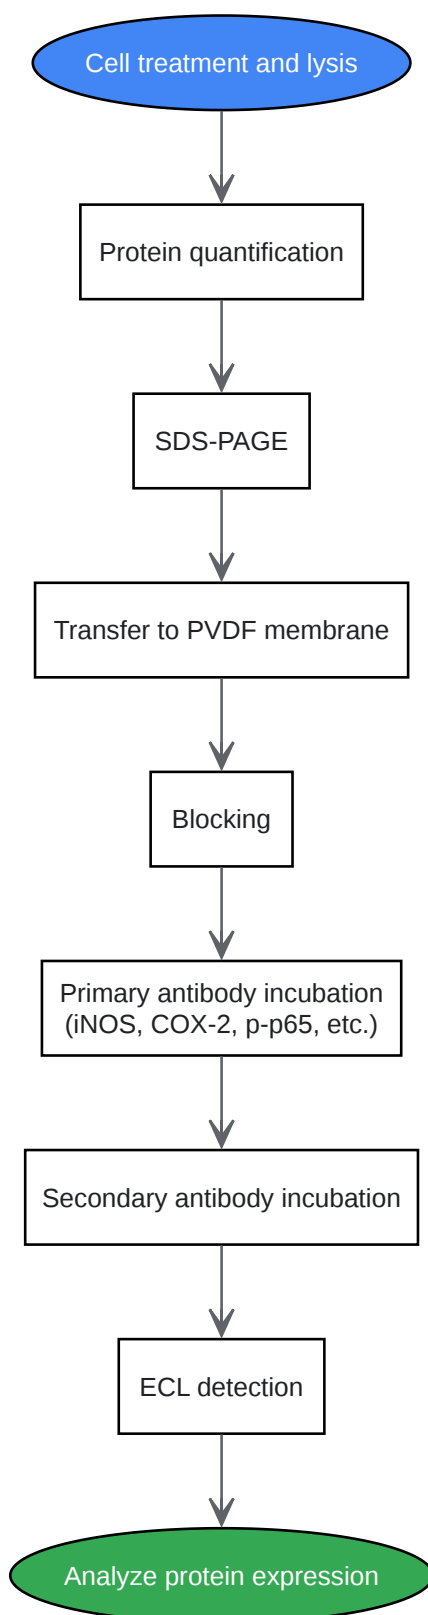 Cell treatment and lysis
Protein quantification
SDS-PAGE
Transfer to PVDF membrane
Blocking
Primary antibody incubation
(iNOS, COX-2, p-p65, etc.)
Secondary antibody incubation
ECL detection
Analyze protein expression